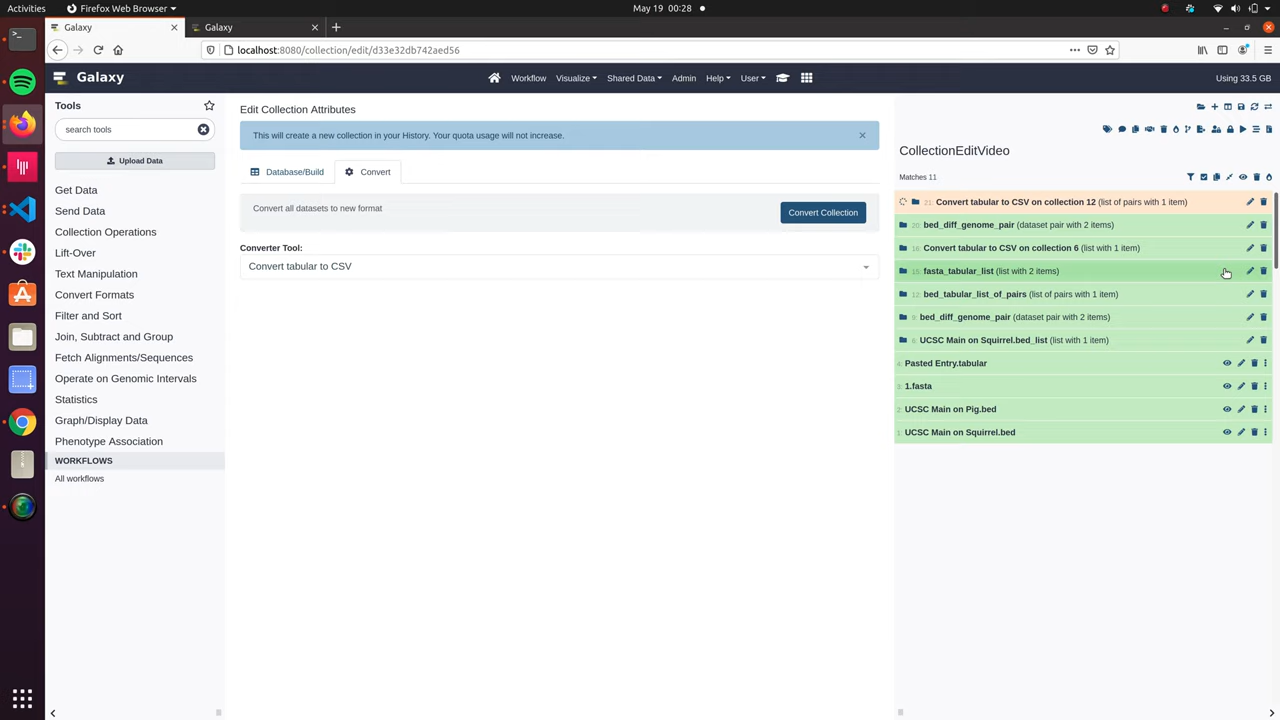 Activities
Firefox Web Browser
May 19 00:28
Galaxy
Galaxy
localhost:8080/collection/edit/d33e32db742aed56
Galaxy
Workflow
Visualize
Shared Data
Admin
Help
User
Using 33.5 GB
Tools
search tools
Upload Data
Get Data
Send Data
Collection Operations
Lift-Over
Text Manipulation
Convert Formats
Filter and Sort
Join, Subtract and Group
Fetch Alignments/Sequences
Operate on Genomic Intervals
Statistics
Graph/Display Data
Phenotype Association
WORKFLOWS
All workflows
Edit Collection Attributes
This will create a new collection in your History. Your quota usage will not increase.
Database/Build
Convert
Convert all datasets to new format
Convert Collection
Converter Tool:
Convert tabular to CSV
CollectionEditVideo
Matches 11
21: Convert tabular to CSV on collection 12 (list of pairs with 1 item)
20: bed_diff_genome_pair (dataset pair with 2 items)
16: Convert tabular to CSV on collection 6 (list with 1 item)
15: fasta_tabular_list (list with 2 items)
12: bed_tabular_list_of_pairs (list of pairs with 1 item)
bed_diff_genome_pair (dataset pair with 2 items)
UCSC Main on Squirrel.bed_list (list with 1 item)
Pasted Entry.tabular
1.fasta
UCSC Main on Pig.bed
UCSC Main on Squirrel.bed